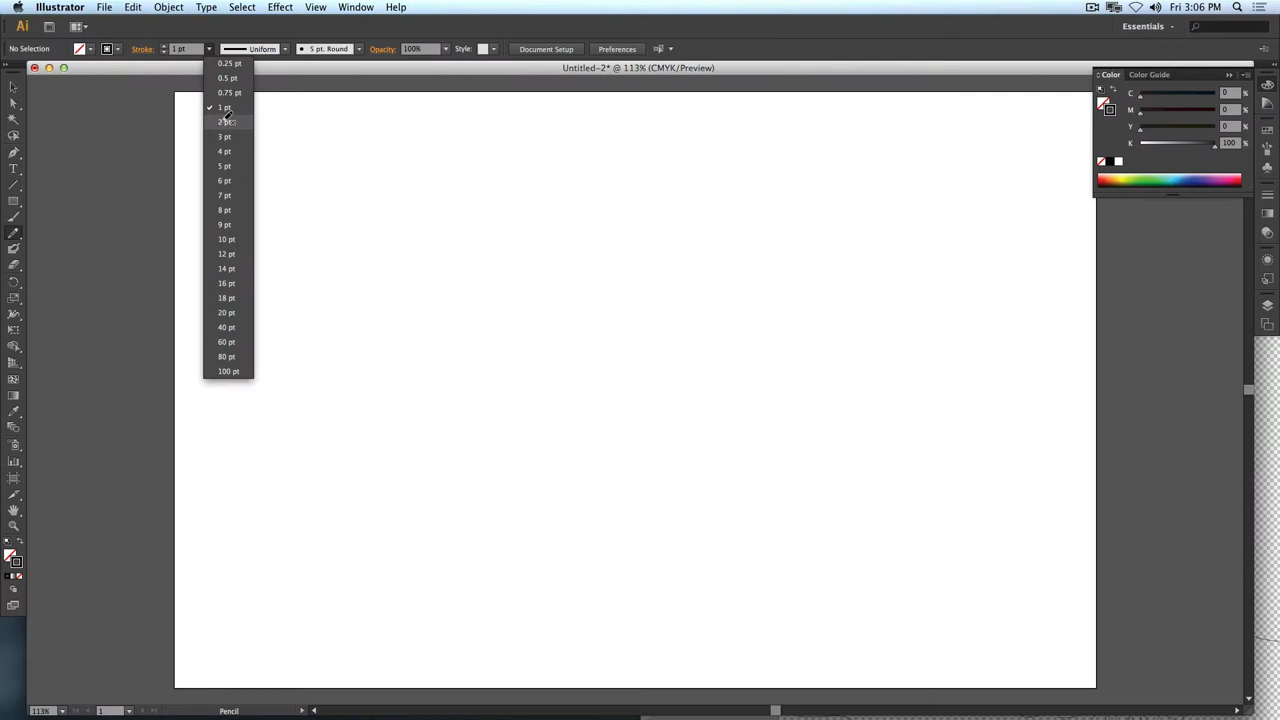 Illustrator File Edit Object Type Select Effect View Window Help Fri 3:06 PM
Ai Essentials
No Selection Stroke: 1 pt Uniform 5 pt. Round Opacity: 100% Style: Document Setup Preferences
Untitled-2* @ 113% (CMYK/Preview)
Color Color Guide
C 0 %
M 0 %
Y 0 %
K 100 %
0.25 pt
0.5 pt
0.75 pt
1 pt
2 pt
3 pt
4 pt
5 pt
6 pt
7 pt
8 pt
9 pt
10 pt
12 pt
14 pt
16 pt
18 pt
20 pt
40 pt
60 pt
80 pt
100 pt
T
113% 1 Pencil